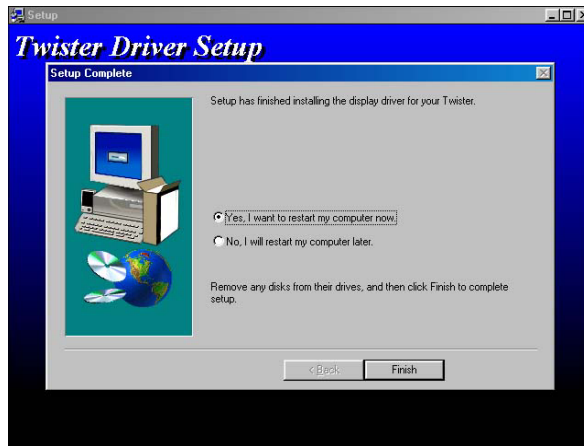 Setup
Twister Driver Setup
Setup Complete
Setup has finished installing the display driver for your Twister.
Yes, I want to restart my computer now.
No, I will restart my computer later.
Remove any disks from their drives, and then click Finish to complete
setup.
< Back Finish